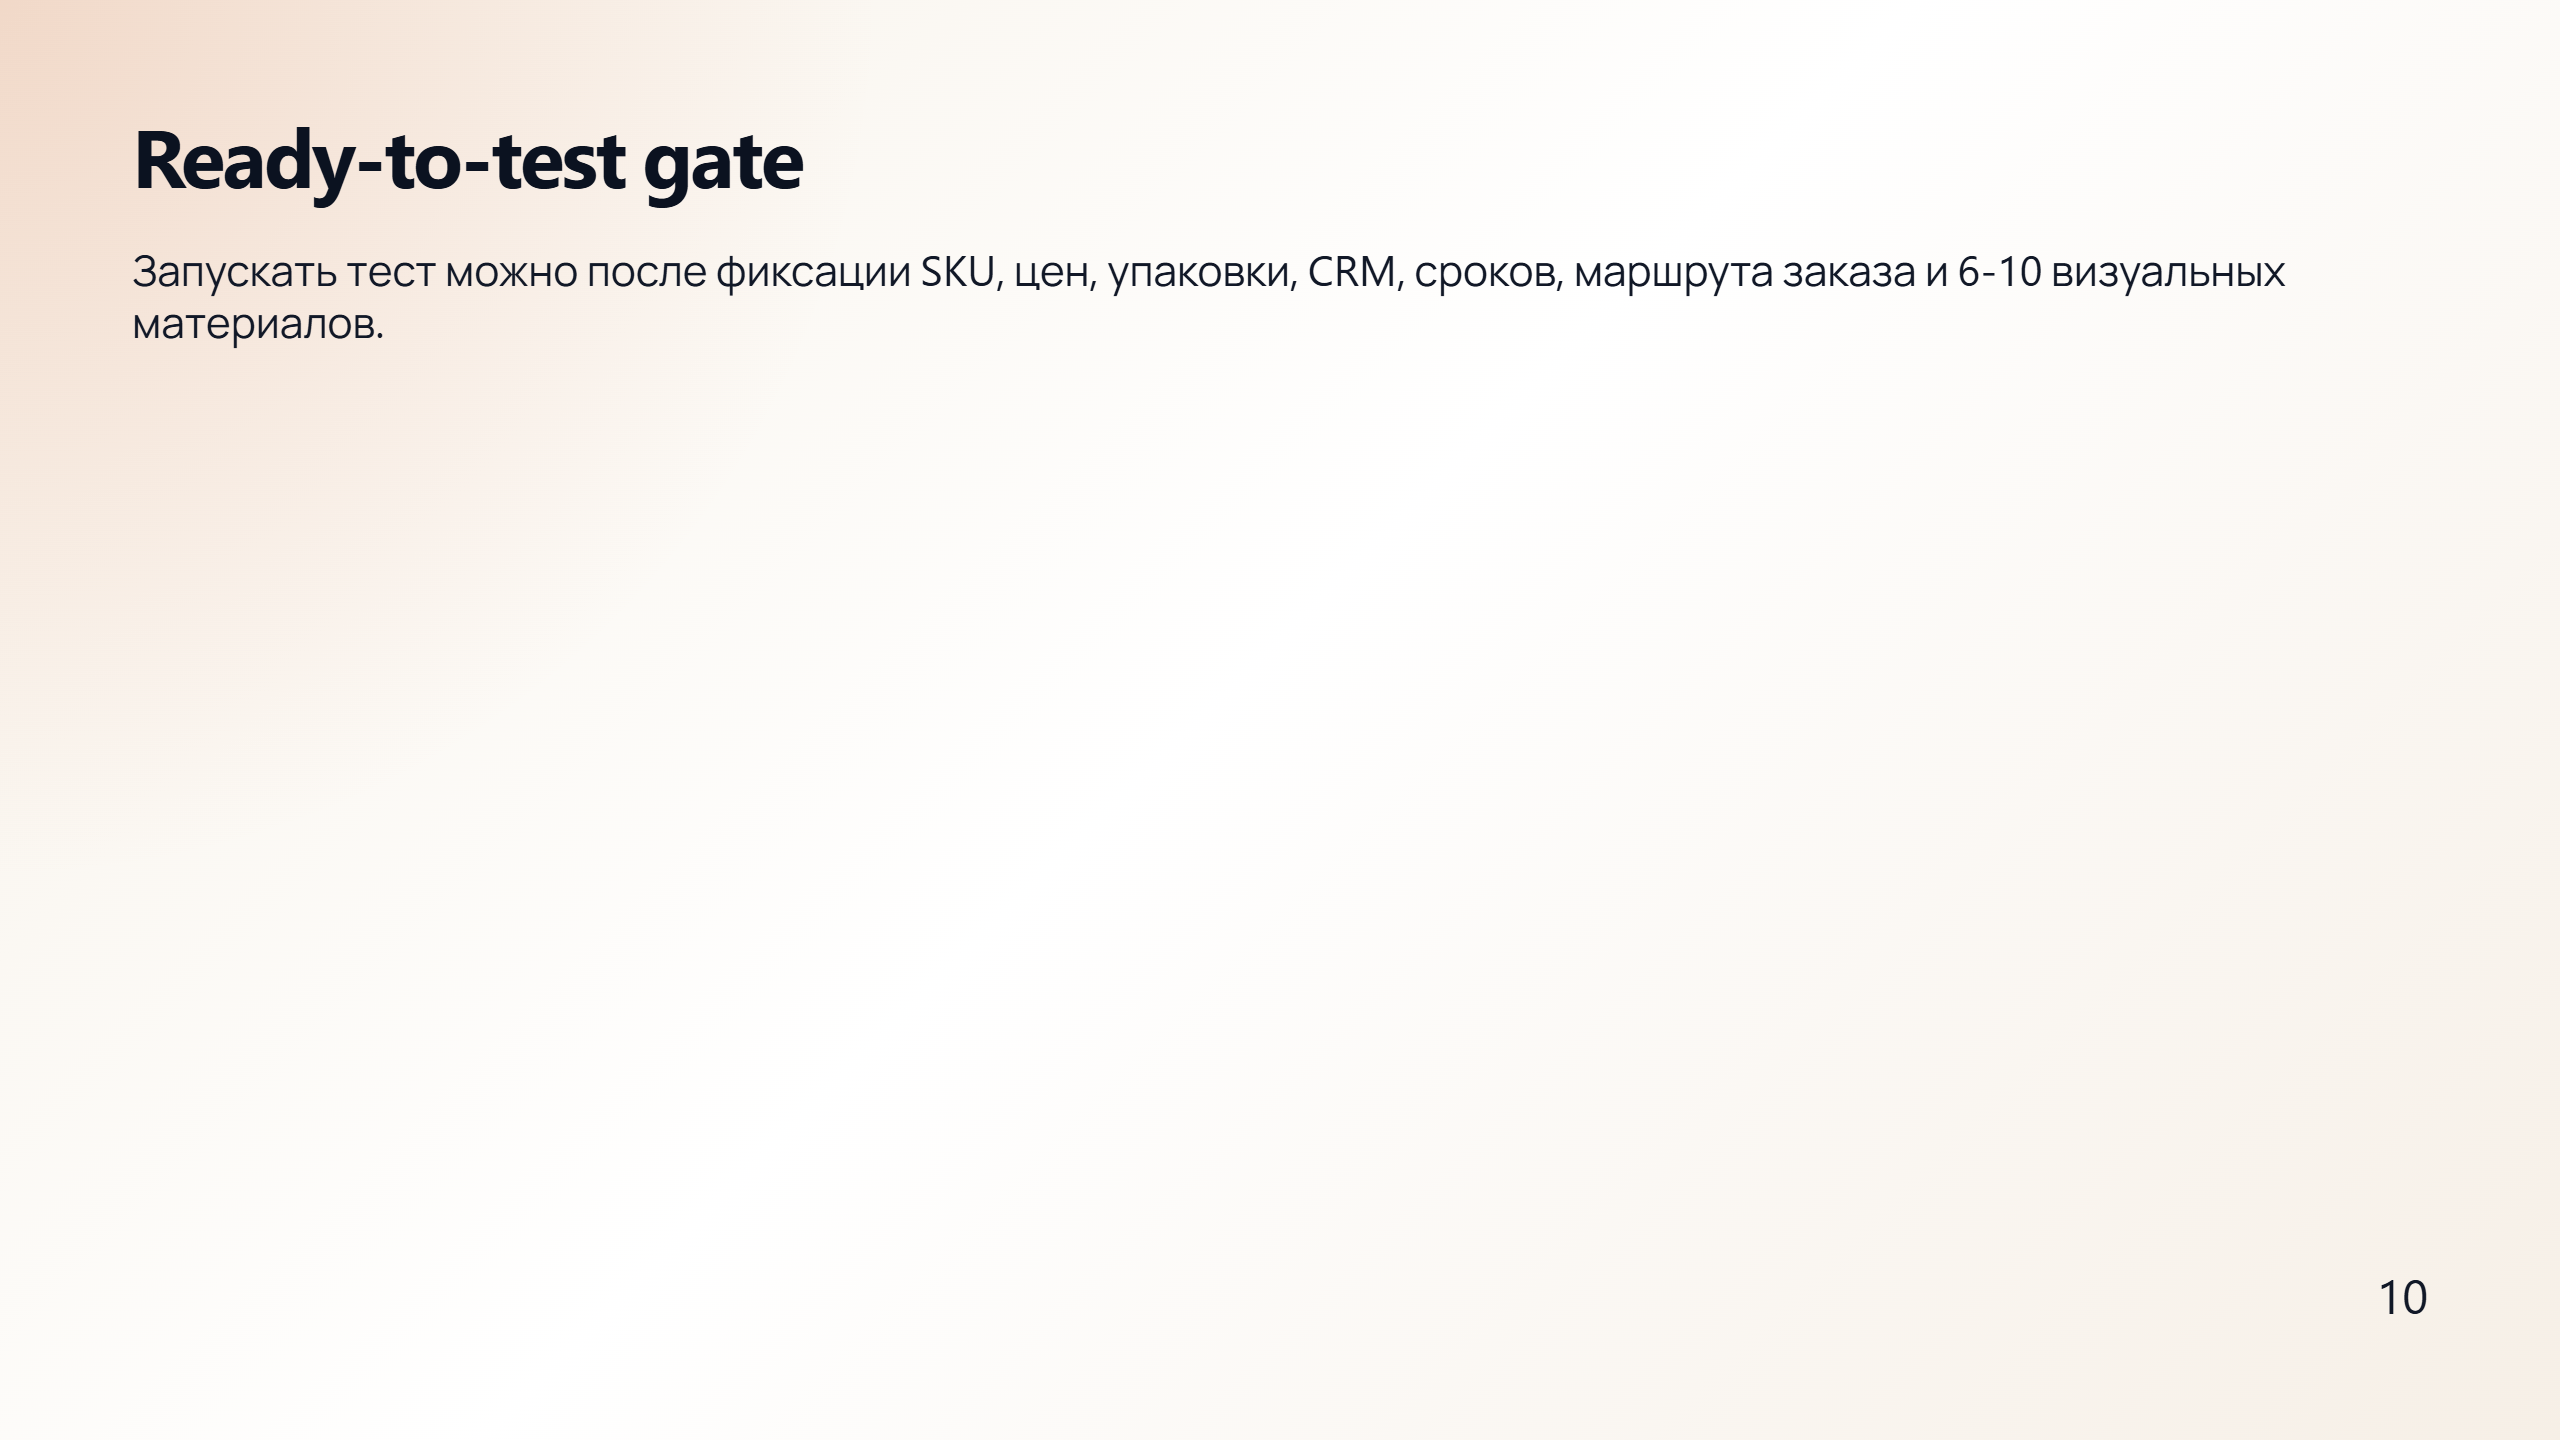 Ready-to-test gate
Запускать тест можно после фиксации SKU, цен, упаковки, CRM, сроков, маршрута заказа и 6-10 визуальных
материалов.
10